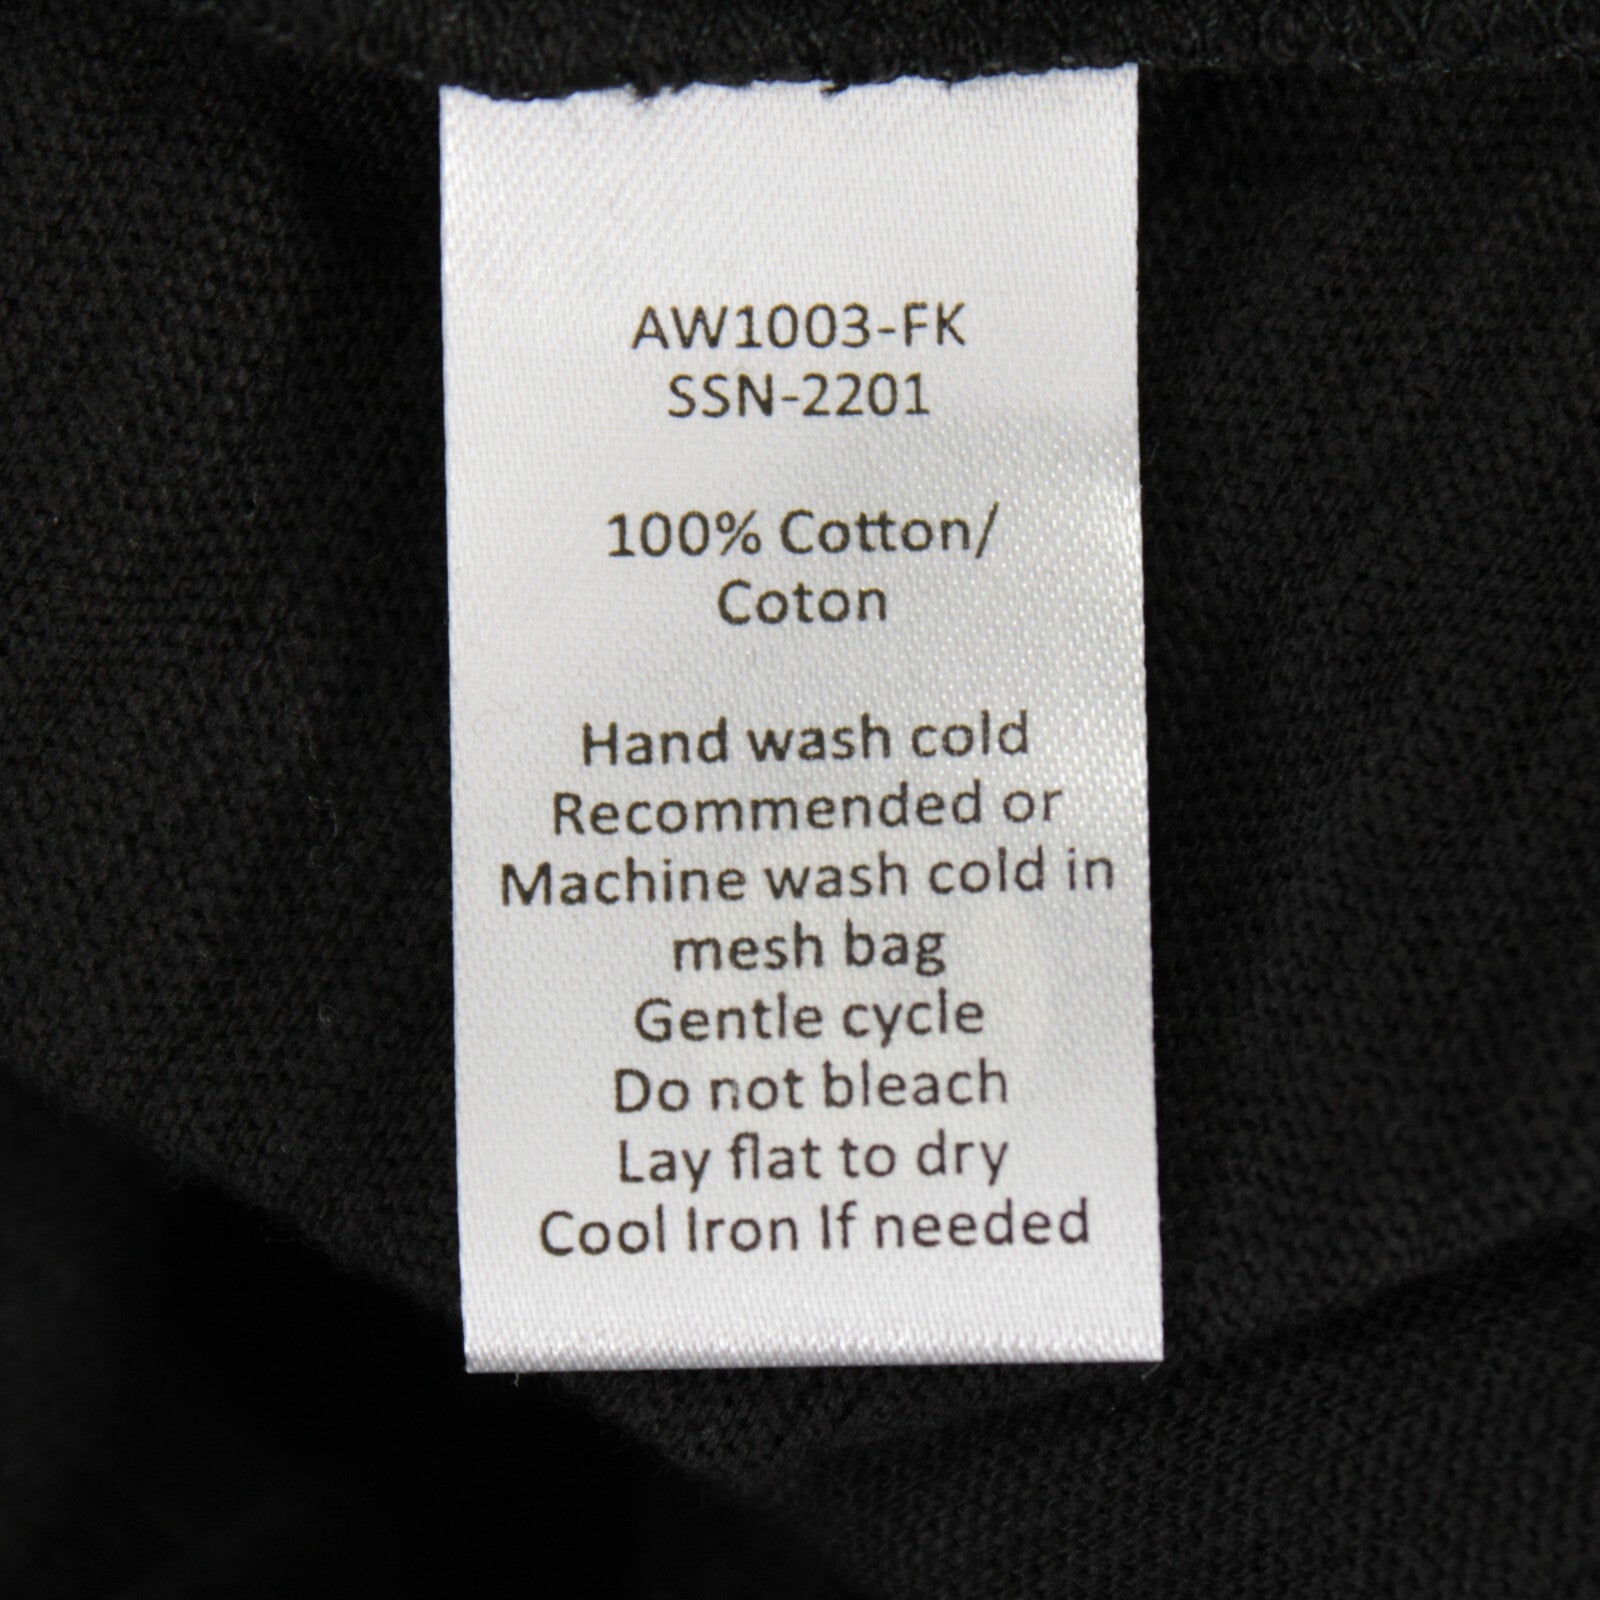 AW1003-FK
SSN-2201
100% Cotton/
Coton
Hand wash cold
Recommended or
Machine wash cold in
mesh bag
Gentle cycle
Do not bleach
Lay flat to dry
Cool Iron If needed